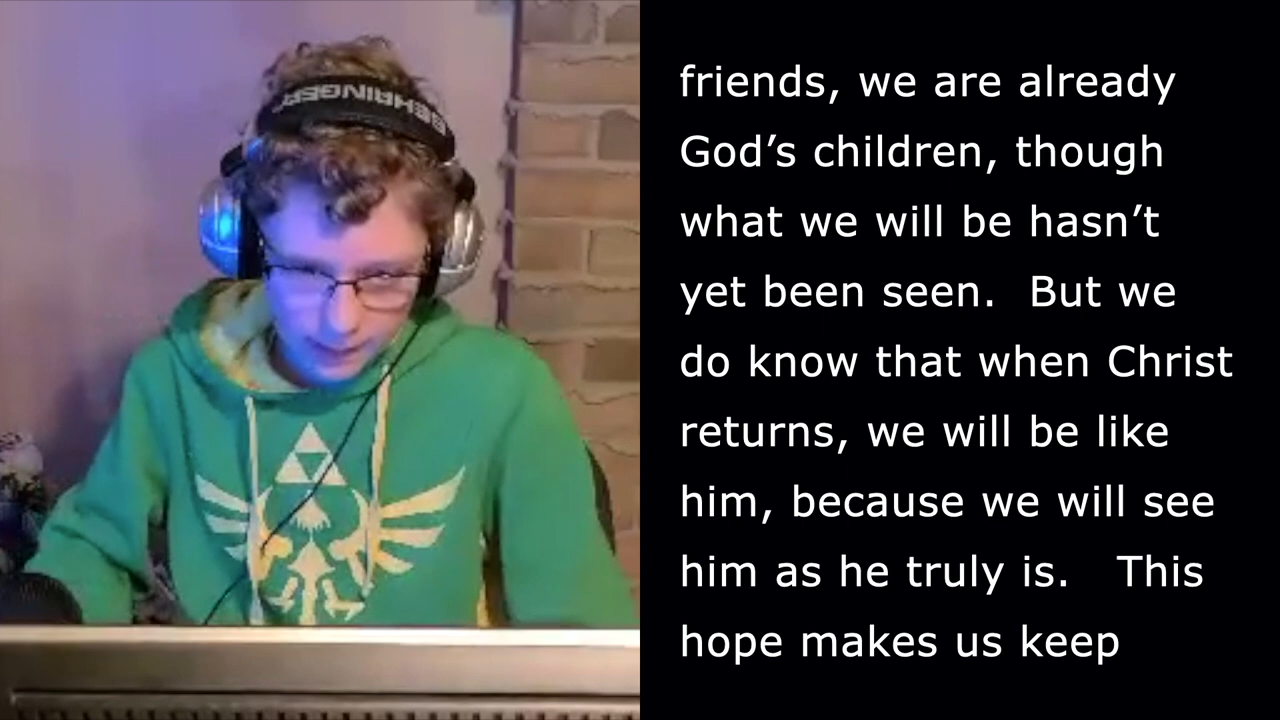 BEHRINGER
BEHRINGER
friends, we are already
God’s children, though
what we will be hasn’t
yet been seen. But we
do know that when Christ
returns, we will be like
him, because we will see
him as he truly is. This
hope makes us keep